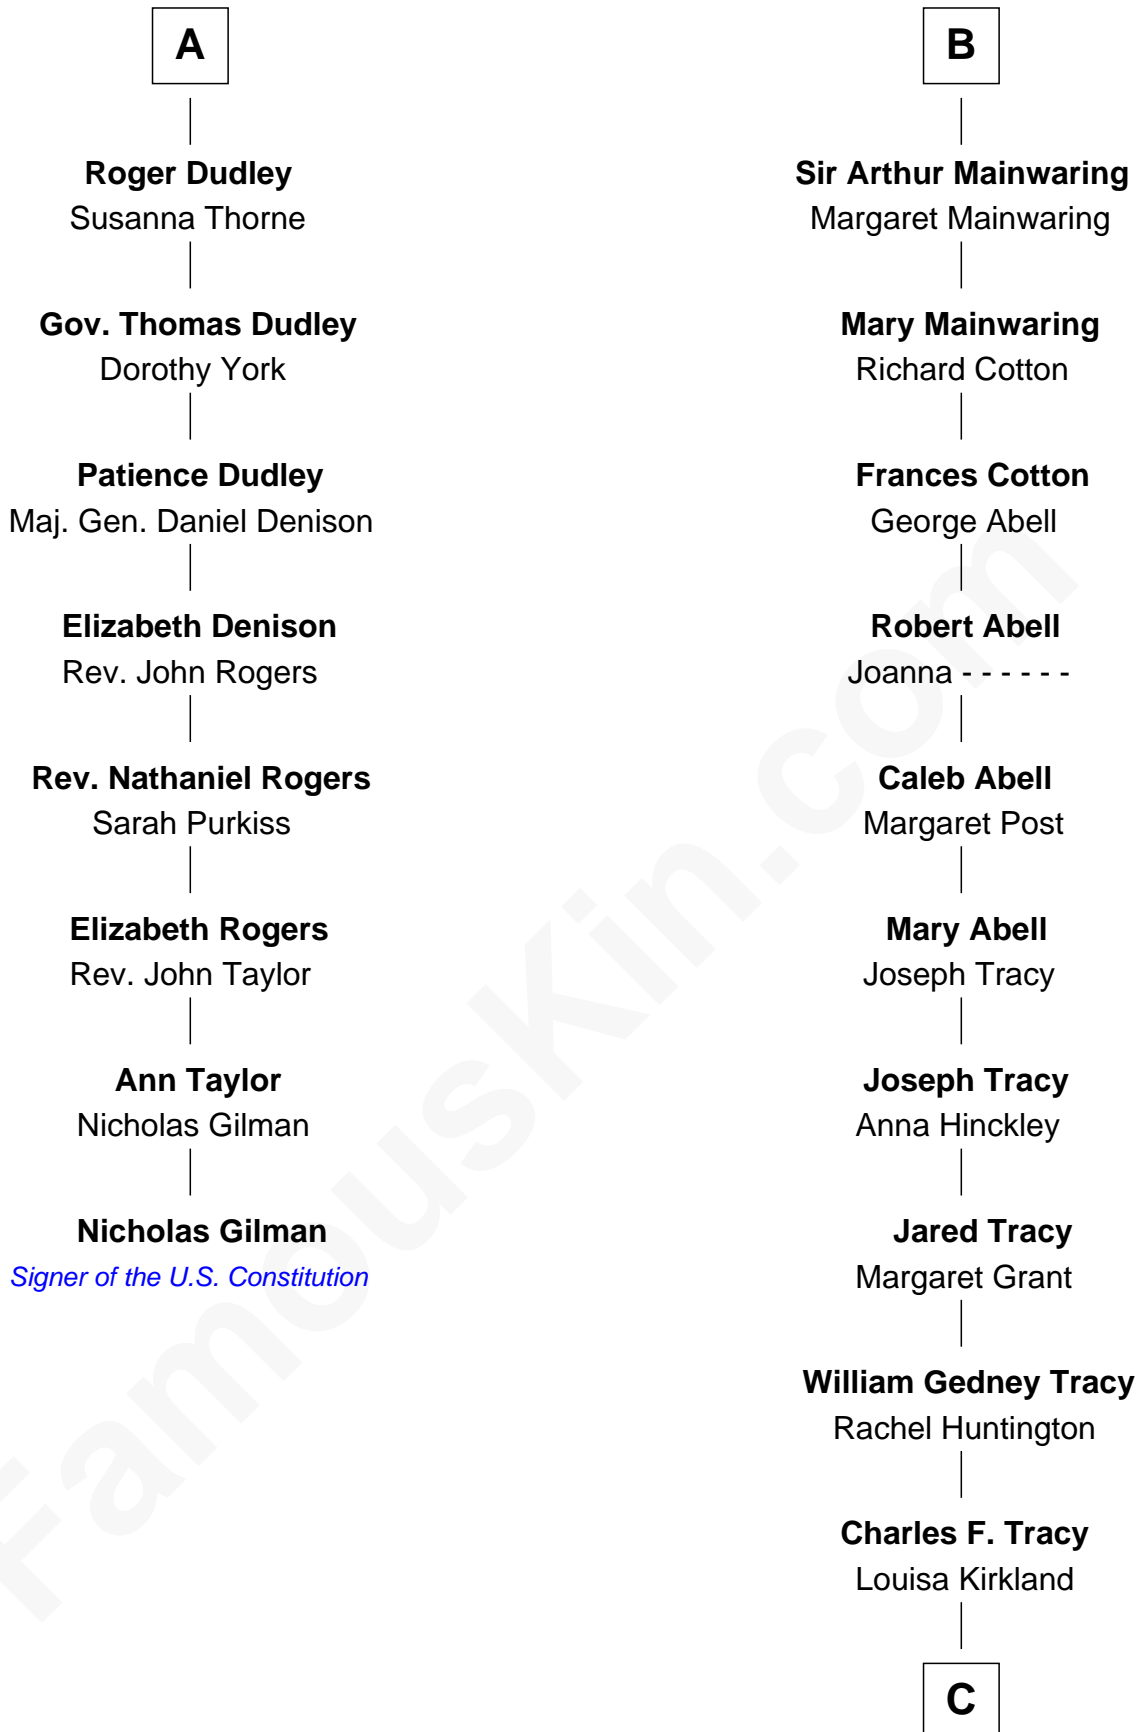 A
Roger Dudley
Susanna Thorne
Gov. Thomas Dudley
Dorothy York
Patience Dudley
Maj. Gen. Daniel Denison
Elizabeth Denison
Rev. John Rogers
Rev. Nathaniel Rogers
Sarah Purkiss
Elizabeth Rogers
Rev. John Taylor
Ann Taylor
Nicholas Gilman
Nicholas Gilman
Signer of the U.S. Constitution
B
Sir Arthur Mainwaring
Margaret Mainwaring
Mary Mainwaring
Richard Cotton
Frances Cotton
George Abell
Robert Abell
Joanna - - - - - -
Caleb Abell
Margaret Post
Mary Abell
Joseph Tracy
Joseph Tracy
Anna Hinckley
Jared Tracy
Margaret Grant
William Gedney Tracy
Rachel Huntington
Charles F. Tracy
Louisa Kirkland
C
FamousKin.com